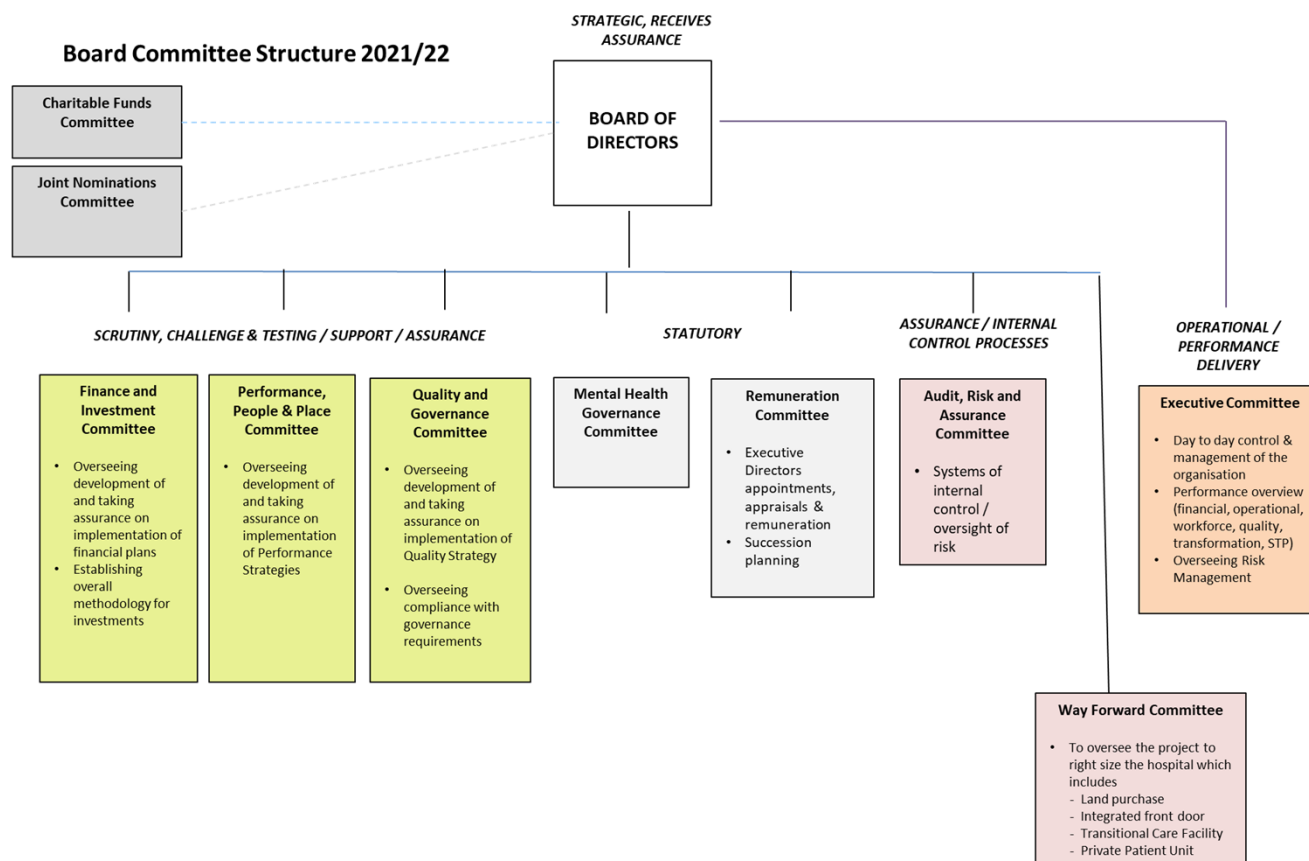 STRATEGIC, RECEIVES
ASSURANCE
Board Committee Structure 2021/22
BOARD OF
DIRECTORS
Charitable Funds
Committee
Joint Nominations
Committee
SCRUTINY, CHALLENGE & TESTING / SUPPORT / ASSURANCE
STATUTORY
ASSURANCE / INTERNAL
CONTROL PROCESSES
OPERATIONAL /
PERFORMANCE
DELIVERY
Finance and
Investment
Committee
• Overseeing
development of
and taking
assurance on
implementation of
financial plans
• Establishing
overall
methodology for
investments
Performance,
People & Place
Committee
• Overseeing
development of
and taking
assurance on
implementation
of Performance
Strategies
Quality and
Governance
Committee
• Overseeing
development of
and taking
assurance on
implementation of
Quality Strategy
• Overseeing
compliance with
governance
requirements
Mental Health
Governance
Committee
Remuneration
Committee
• Executive
Directors
appointments,
appraisals &
remuneration
• Succession
planning
Audit, Risk and
Assurance
Committee
• Systems of
internal
control /
oversight of
risk
Executive Committee
• Day to day control &
management of the
organisation
• Performance overview
(financial, operational,
workforce, quality,
transformation, STP)
• Overseeing Risk
Management
Way Forward Committee
• To oversee the project to
right size the hospital which
includes
- Land purchase
- Integrated front door
- Transitional Care Facility
- Private Patient Unit